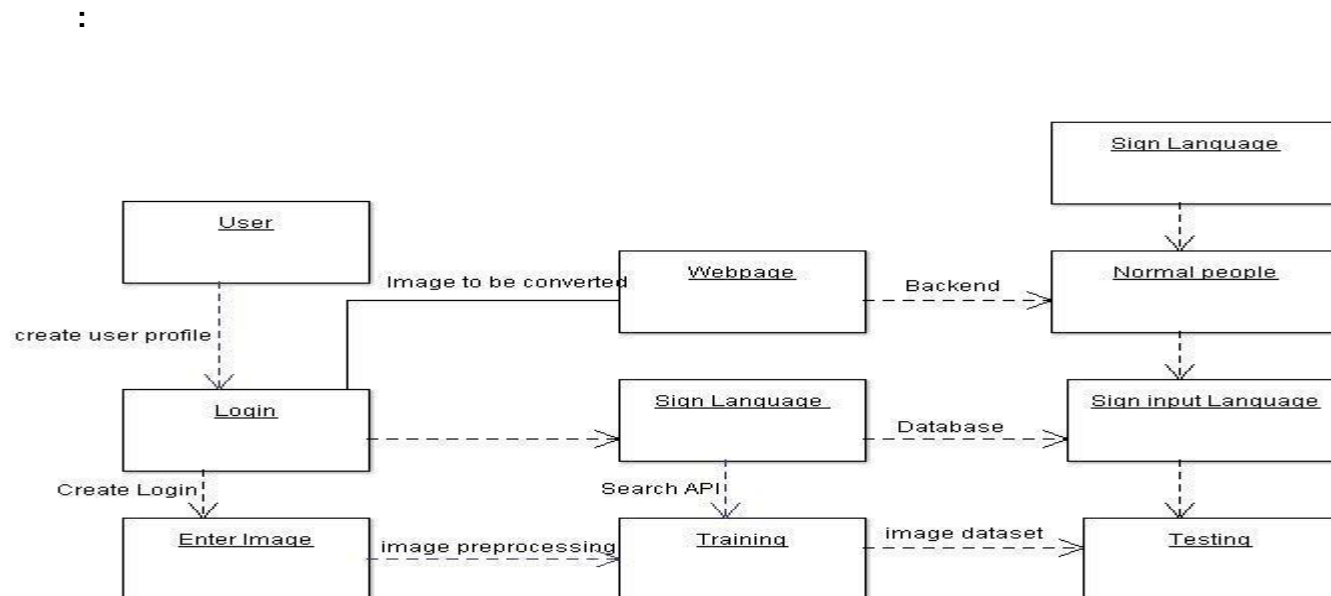 :
Sign Language
User
Image to be converted
Webpage
Backend
Normal people
create user profile
Login
Sign Language
Database
Sign input Language
Create Login
Search API
Enter Image
image preprocessing
Training
image dataset
Testing